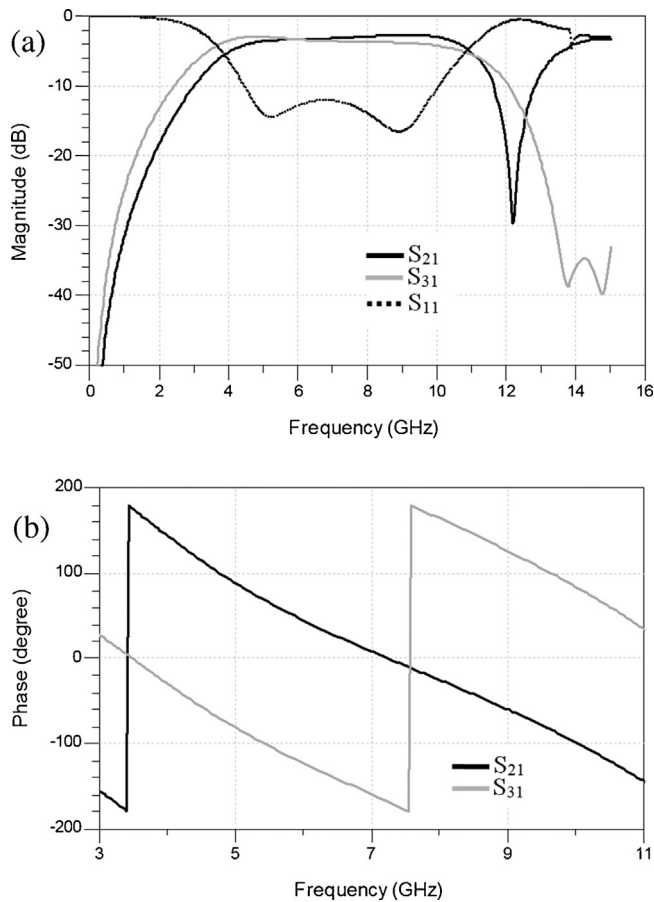 (a)
0
-10
-20
-30
-40
-50
Magnitude (dB)
S21
S31
S11
0 2 4 6 8 10 12 14 16
Frequency (GHz)
(b)
200
100
0
-100
-200
Phase (degree)
S21
S31
3 5 7 9 11
Frequency (GHz)